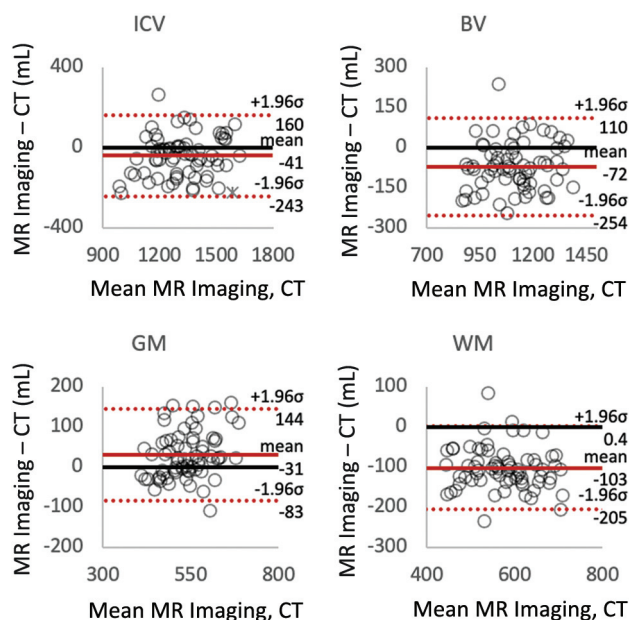 ICV
MR Imaging – CT (mL)
400
0
-400
+1.96σ
160
mean
-41
-1.96σ
-243
900 1200 1500 1800
Mean MR Imaging, CT
BV
MR Imaging – CT (mL)
300
150
0
-150
-300
+1.96σ
110
mean
-72
-1.96σ
-254
700 950 1200 1450
Mean MR Imaging, CT
GM
MR Imaging – CT (mL)
200
100
0
-100
-200
+1.96σ
144
mean
-31
-1.96σ
-83
300 550 800
Mean MR Imaging, CT
WM
MR Imaging – CT (mL)
100
0
-100
-200
-300
+1.96σ
0.4
mean
-103
-1.96σ
-205
400 600 800
Mean MR Imaging, CT